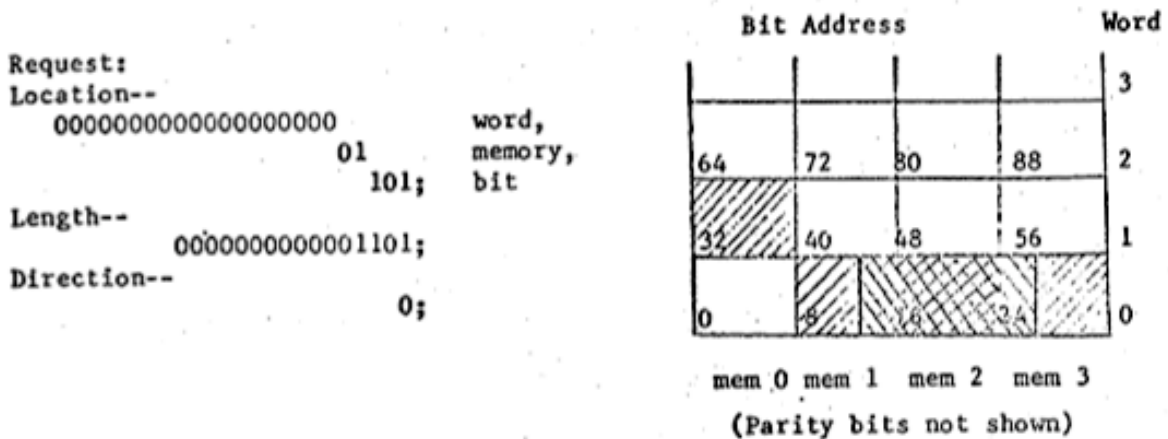 Bit Address Word
Request:
Location--
0000000000000000000 word,
01 memory,
101; bit
Length--
0000000000001101;
Direction--
0;
3
64 72 80 88 2
32 40 48 56 1
0 8 16 24 0
mem 0 mem 1 mem 2 mem 3
(Parity bits not shown)